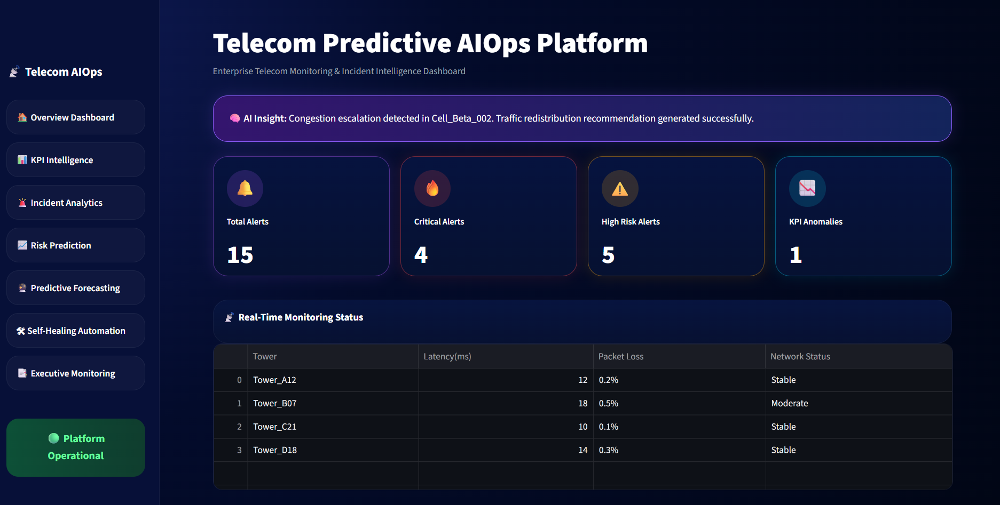 Telecom AIOps
Overview Dashboard
KPI Intelligence
Incident Analytics
Risk Prediction
Predictive Forecasting
Self-Healing Automation
Executive Monitoring
Platform
Operational
Telecom Predictive AIOps Platform
Enterprise Telecom Monitoring & Incident Intelligence Dashboard
AI Insight: Congestion escalation detected in Cell_Beta_002. Traffic redistribution recommendation generated successfully.
Total Alerts
15
Critical Alerts
4
High Risk Alerts
5
KPI Anomalies
1
Real-Time Monitoring Status
Tower Latency(ms) Packet Loss Network Status
0 Tower_A12 12 0.2% Stable
1 Tower_B07 18 0.5% Moderate
2 Tower_C21 10 0.1% Stable
3 Tower_D18 14 0.3% Stable